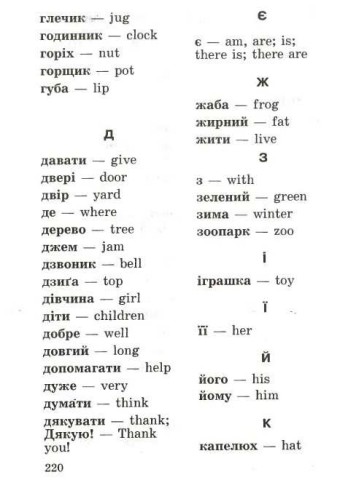 глечик — jug
годинник — clock
горіх — nut
горщик — pot
губа — lip
Д
давати — give
двері — door
двір — yard
де — where
дерево — tree
джем — jam
дзвоник — bell
дзиґа — top
дівчина — girl
діти — children
добре — well
довгий — long
допомагати — help
дуже — very
думати — think
дякувати — thank;
Дякую! — Thank
you!
220
Є
є — am, are; is;
there is; there are
Ж
жаба — frog
жирний — fat
жити — live
З
з — with
зелений — green
зима — winter
зоопарк — zoo
І
іграшка — toy
Ї
її — her
Й
його — his
йому — him
К
капелюх — hat